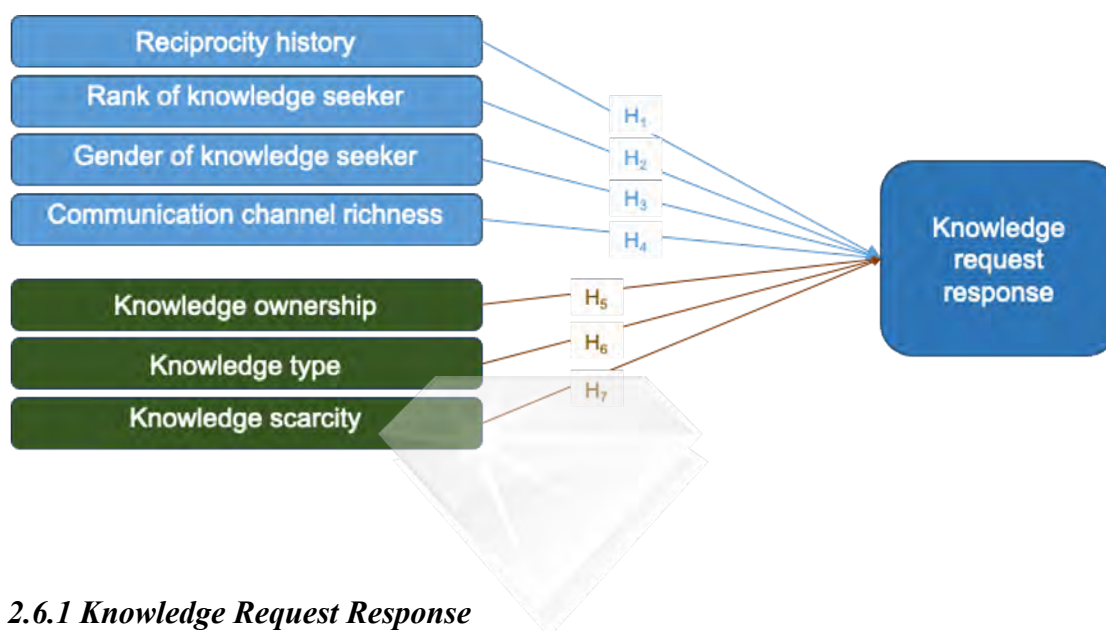 Reciprocity history
Rank of knowledge seeker
Gender of knowledge seeker
Communication channel richness
Knowledge ownership
Knowledge type
Knowledge scarcity
H₁
H₂
H₃
H₄
H₅
H₆
H₇
Knowledge
request
response
2.6.1 Knowledge Request Response